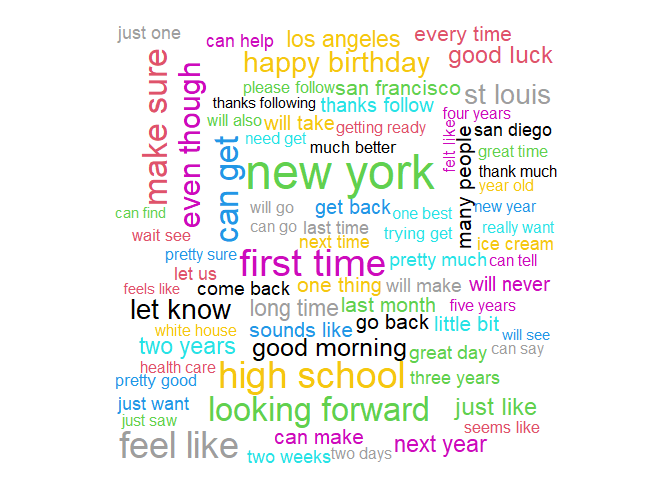 just one
can help
los angeles
every time
happy birthday
good luck
make sure
even though
please follow
san francisco
st louis
thanks following
thanks follow
four years
will also
will take
getting ready
felt like
san diego
need get
much better
many people
great time
can get
new york
thank much
year old
can find
will go
get back
one best
new year
can go
last time
trying get
really want
wait see
next time
ice cream
pretty sure
first time
pretty much
can tell
let us
feels like
come back
one thing
will make
will never
let know
long time
last month
five years
white house
sounds like
go back
little bit
will see
two years
good morning
great day
can say
health care
pretty good
high school
three years
just want
looking forward
just like
just saw
seems like
feel like
can make
next year
two weeks
two days